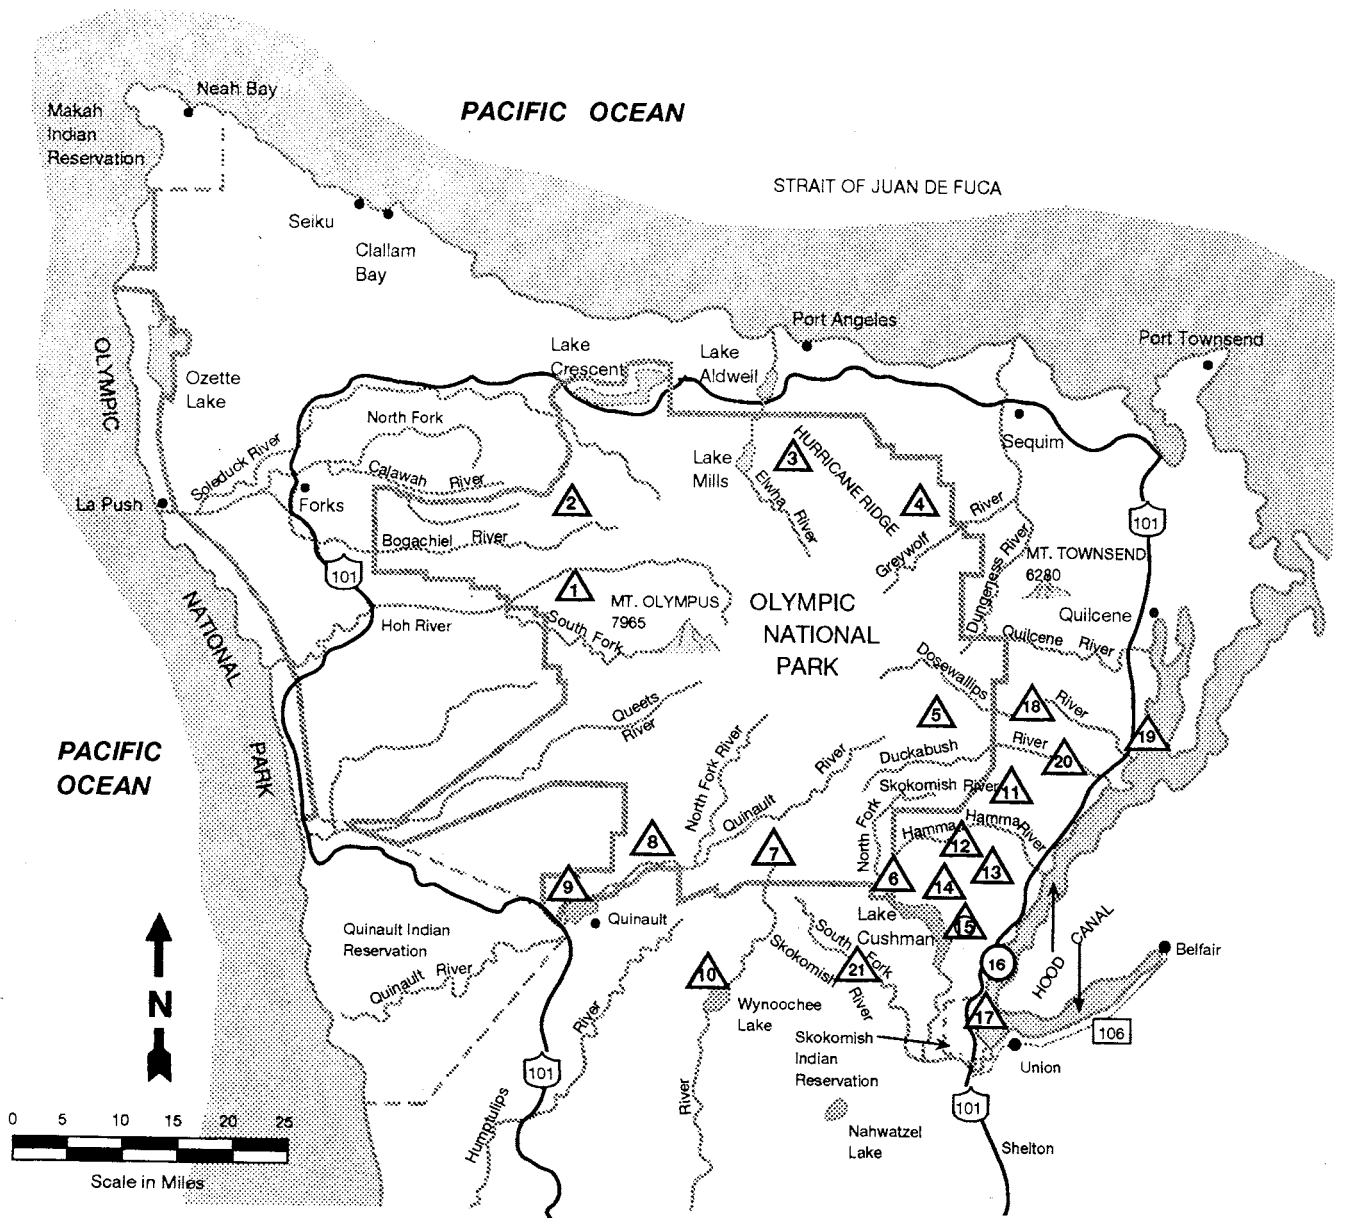 Neah Bay
Makah
Indian
Reservation
PACIFIC OCEAN
STRAIT OF JUAN DE FUCA
Seiku
Clallam
Bay
Port Angeles
Port Townsend
Lake
Crescent
Lake
Aldwell
OLYMPIC
NATIONAL
PARK
Ozette
Lake
North Fork
Soleduck River
Calawah River
La Push
Forks
Lake
Mills
3
HURRICANE RIDGE
Elwha River
Sequim
2
4
Greywolf River
101
Bogachiel River
101
MT. TOWNSEND
6280
Dungeness River
1
MT. OLYMPUS
7965
OLYMPIC
NATIONAL
PARK
Quilcene
Hoh River
South Fork
Quilcene River
Dosewallips River
Queets
River
5
18
19
PACIFIC
OCEAN
North Fork River
Quinault River
Duckabush River
20
Skokomish River
North Fork
11
Hamma Hamma River
8
7
12
13
9
6
14
15
Quinault
Lake
Cushman
Quinault Indian
Reservation
Quinault River
South Fork
Skokomish River
21
10
16
HOOD CANAL
Belfair
N
Wynoochee
Lake
17
106
Skokomish
Indian
Reservation
Union
101
101
Humptulips River
River
Nahwatzel
Lake
Shelton
0 5 10 15 20 25
Scale in Miles